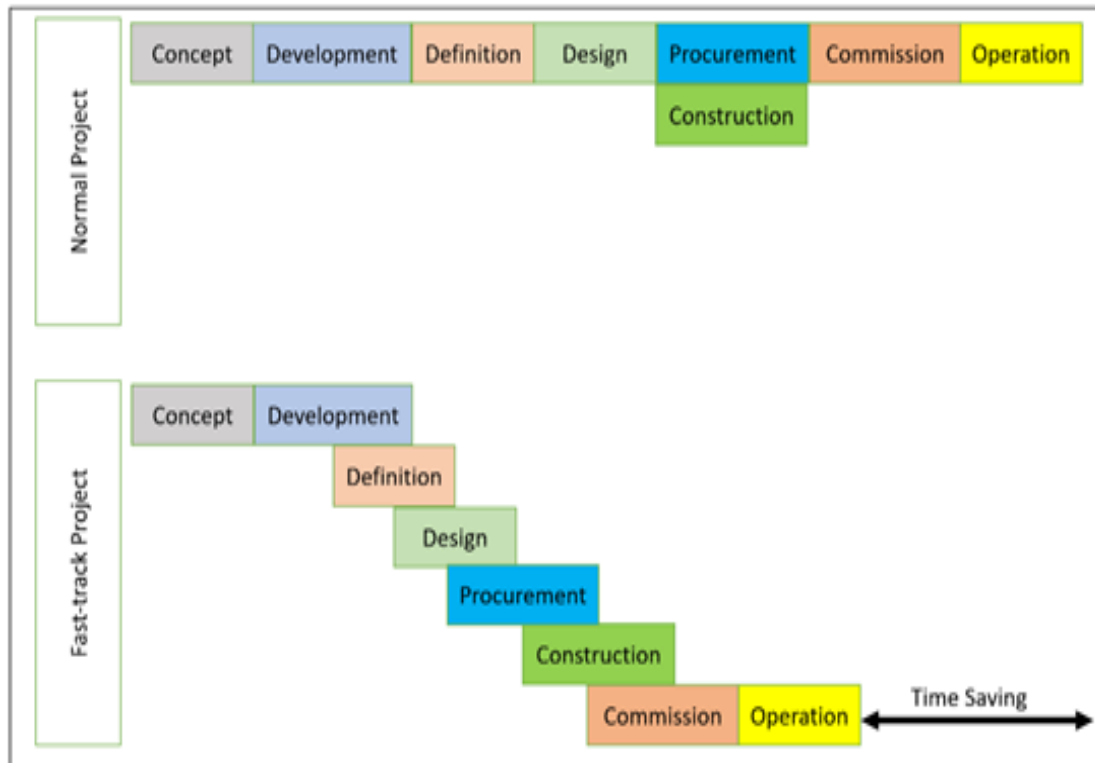 Normal Project
Concept
Development
Definition
Design
Procurement
Commission
Operation
Construction
Fast-track Project
Concept
Development
Definition
Design
Procurement
Construction
Commission
Operation
Time Saving